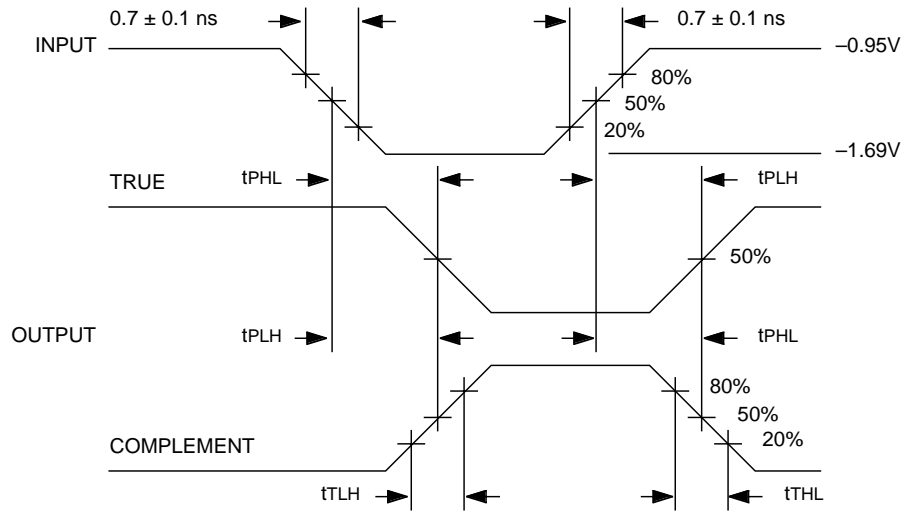 0.7 ± 0.1 ns 0.7 ± 0.1 ns
INPUT –0.95V
80%
50%
20%
–1.69V
tPHL tPLH
TRUE
50%
OUTPUT tPLH tPHL
80%
50%
COMPLEMENT 20%
tTLH tTHL